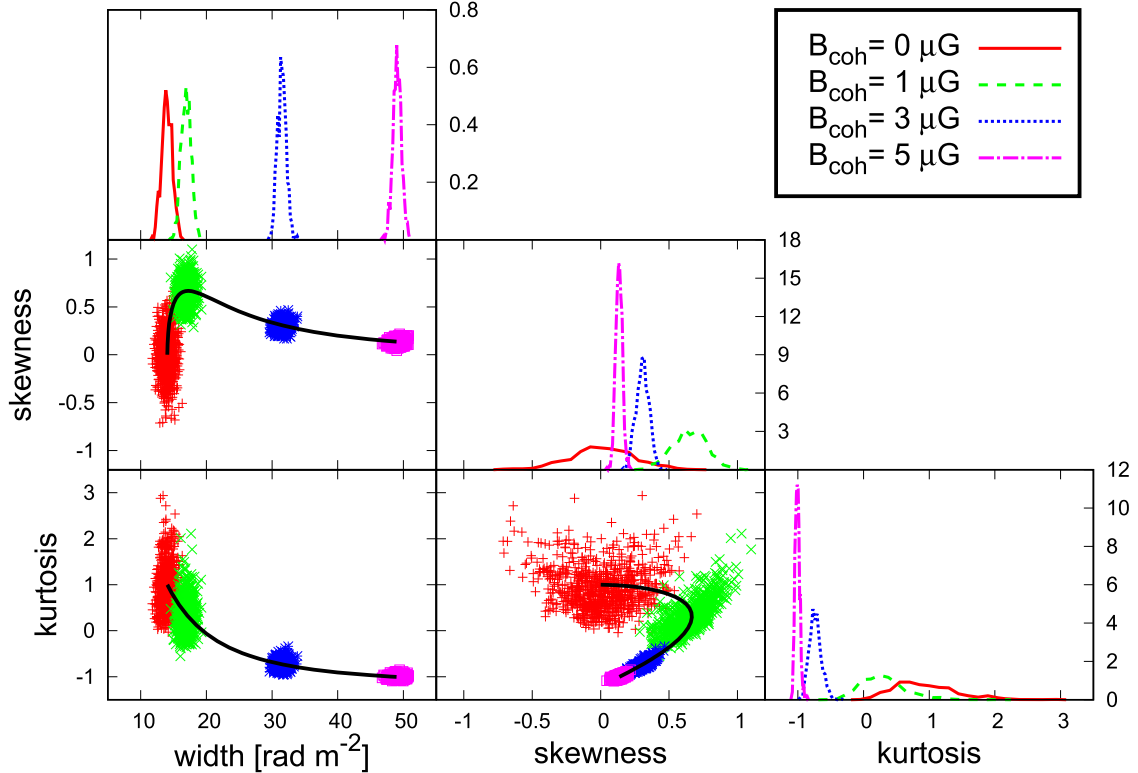 0.8
0.6
0.4
0.2
B_coh= 0 μG
B_coh= 1 μG
B_coh= 3 μG
B_coh= 5 μG
skewness
1
0.5
0
-0.5
-1
18
15
12
9
6
3
kurtosis
3
2
1
0
-1
12
10
8
6
4
2
0
10 20 30 40 50
-1 -0.5 0 0.5 1
-1 0 1 2 3
width [rad m⁻²]
skewness
kurtosis